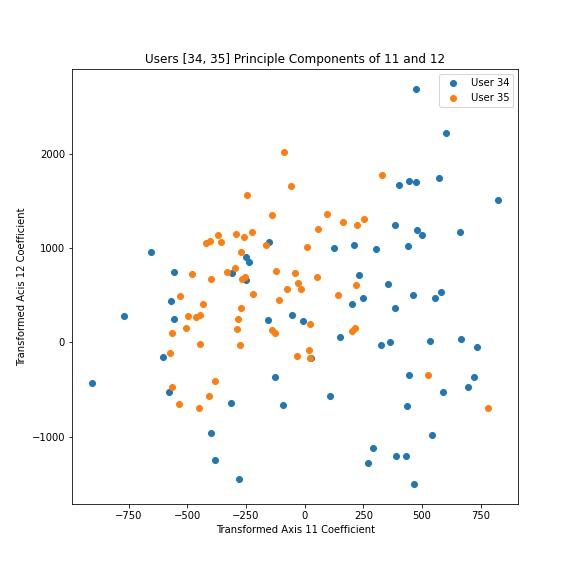 Users [34, 35] Principle Components of 11 and 12
User 34
User 35
Transformed Acis 12 Coefficient
2000
1000
0
−1000
−750
−500
−250
0
250
500
750
Transformed Axis 11 Coefficient